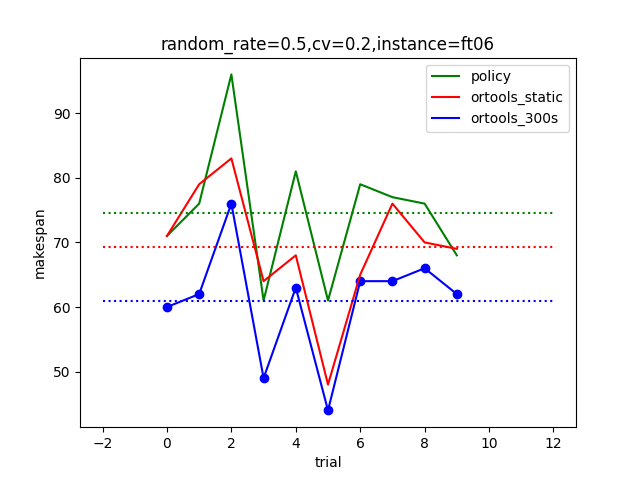 random_rate=0.5,cv=0.2,instance=ft06
policy
ortools_static
ortools_300s
makespan
90
80
70
60
50
−2
0
2
4
6
8
10
12
trial